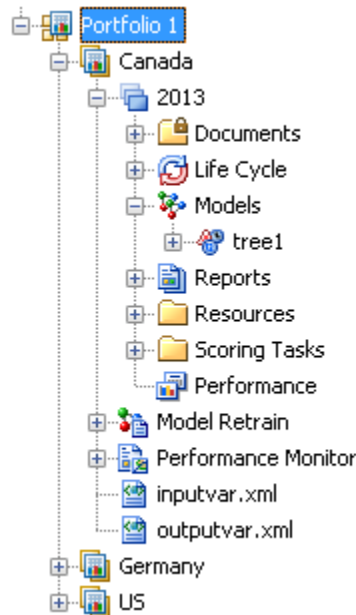 Portfolio 1
Canada
2013
Documents
Life Cycle
Models
tree1
Reports
Resources
Scoring Tasks
Performance
Model Retrain
Performance Monitor
inputvar.xml
outputvar.xml
Germany
US